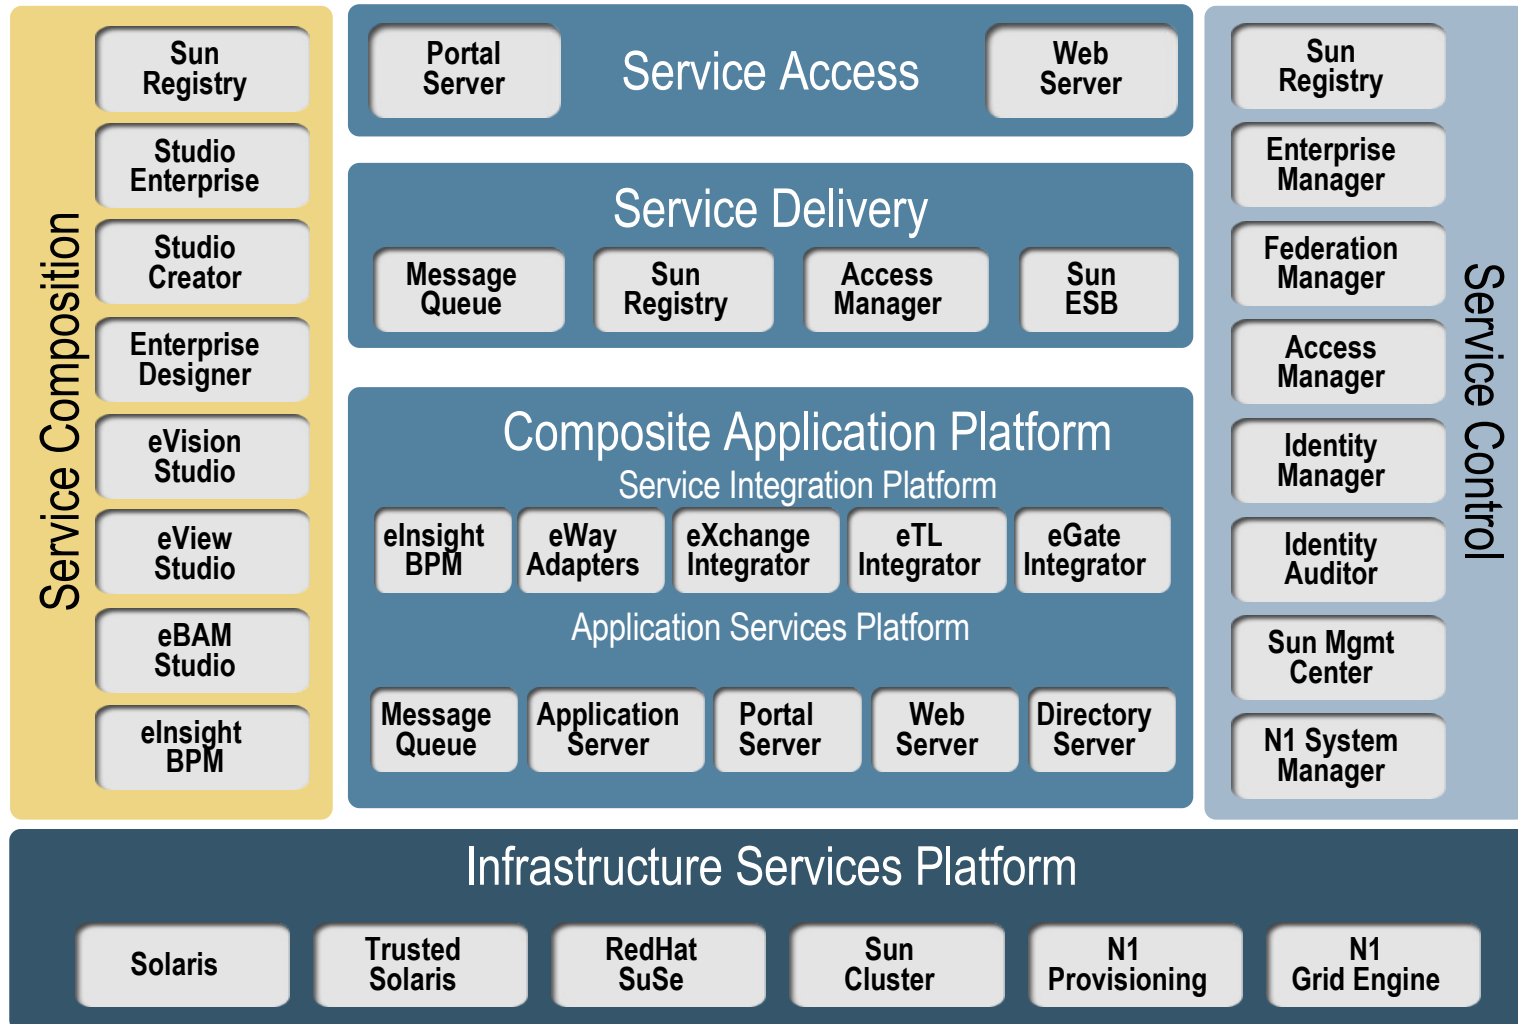 Service Composition
Sun
Registry
Studio
Enterprise
Studio
Creator
Enterprise
Designer
eVision
Studio
eView
Studio
eBAM
Studio
eInsight
BPM
Portal
Server
Service Access
Web
Server
Service Delivery
Message
Queue
Sun
Registry
Access
Manager
Sun
ESB
Composite Application Platform
Service Integration Platform
eInsight
BPM
eWay
Adapters
eXchange
Integrator
eTL
Integrator
eGate
Integrator
Application Services Platform
Message
Queue
Application
Server
Portal
Server
Web
Server
Directory
Server
Sun
Registry
Enterprise
Manager
Federation
Manager
Access
Manager
Identity
Manager
Identity
Auditor
Sun Mgmt
Center
N1 System
Manager
Service Control
Infrastructure Services Platform
Solaris
Trusted
Solaris
RedHat
SuSe
Sun
Cluster
N1
Provisioning
N1
Grid Engine